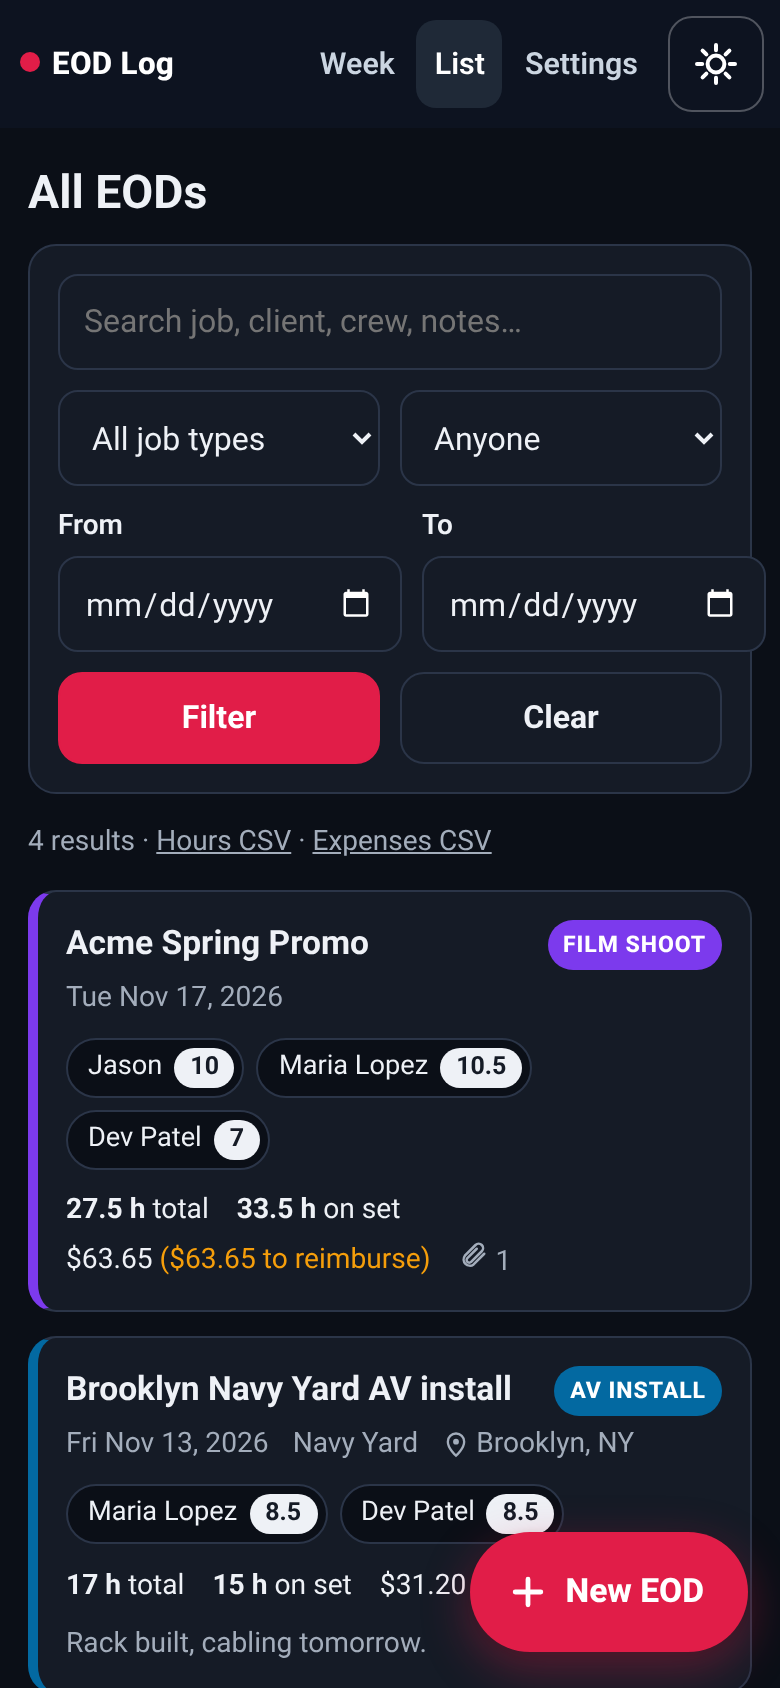 EOD Log Week List Settings
All EODs
Search job, client, crew, notes…
All job types Anyone
From To
mm/dd/yyyy mm/dd/yyyy
Filter Clear
4 results · Hours CSV · Expenses CSV
Acme Spring Promo FILM SHOOT
Tue Nov 17, 2026
Jason 10 Maria Lopez 10.5
Dev Patel 7
27.5 h total 33.5 h on set
$63.65 ($63.65 to reimburse) 1
Brooklyn Navy Yard AV install AV INSTALL
Fri Nov 13, 2026 Navy Yard Brooklyn, NY
Maria Lopez 8.5 Dev Patel 8.5
17 h total 15 h on set $31.20
+ New EOD
Rack built, cabling tomorrow.